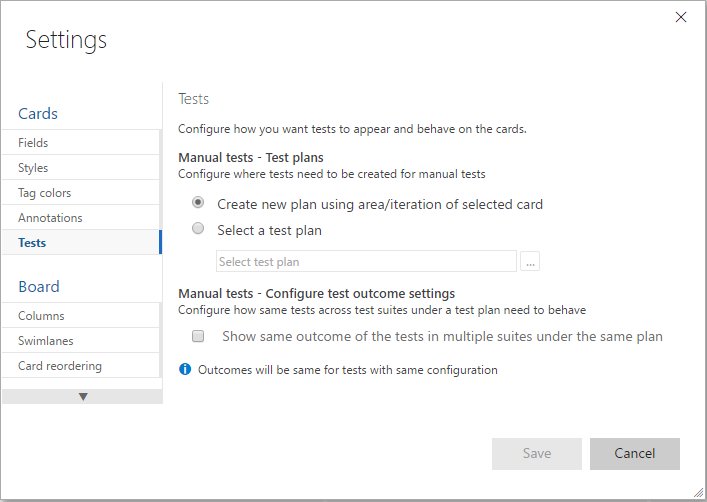 Settings
Cards
Fields
Styles
Tag colors
Annotations
Tests
Board
Columns
Swimlanes
Card reordering
Tests
Configure how you want tests to appear and behave on the cards.
Manual tests - Test plans
Configure where tests need to be created for manual tests
Create new plan using area/iteration of selected card
Select a test plan
Select test plan
...
Manual tests - Configure test outcome settings
Configure how same tests across test suites under a test plan need to behave
Show same outcome of the tests in multiple suites under the same plan
Outcomes will be same for tests with same configuration
Save
Cancel